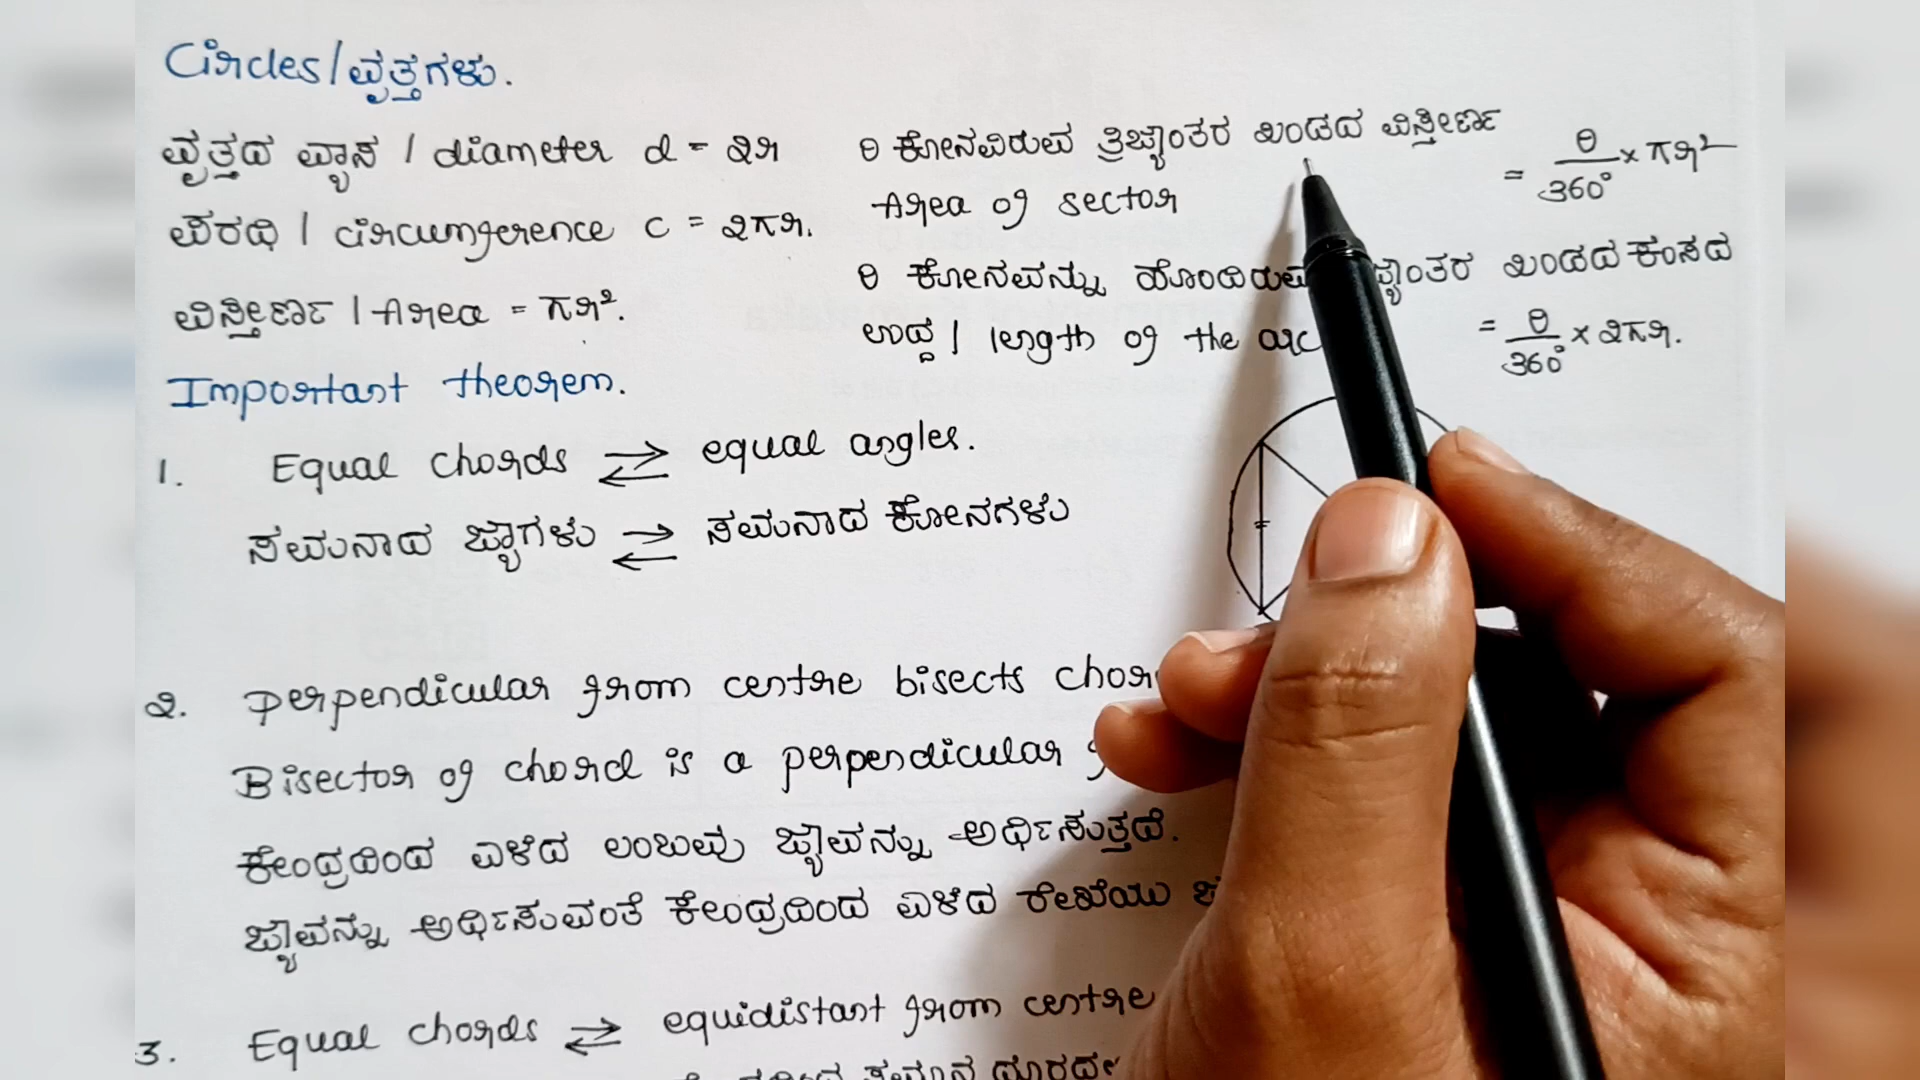 Circles/ವೃತ್ತಗಳು.
ವೃತ್ತದ ವ್ಯಾಸ / diameter d = 2r
ಪರಧಿ / circumference c = 2πr.
ವಿಸ್ತೀರ್ಣ / Area = πr².
θ ಕೋನವಿರುವ ತ್ರಿಜ್ಯಾಂತರ ಖಂಡದ ವಿಸ್ತೀರ್ಣ
Area of sector = θ/360° × πr²
θ ಕೋನವನ್ನು ಹೊಂದಿರುವ ಜ್ಯಾಂತರ ಖಂಡದ ಕಂಸದ
ಉದ್ದ / length of the arc = θ/360° × 2πr.
Important theorem.
1. Equal chords ⇄ equal angles.
ಸಮನಾದ ಜ್ಯಾಗಳು ⇄ ಸಮನಾದ ಕೋನಗಳು
2. Perpendicular from centre bisects
Bisector of chord is a perpendicular
ಕೇಂದ್ರದಿಂದ ಎಳೆದ ಲಂಬವು ಜ್ಯಾವನ್ನು ಅರ್ಧಿಸುತ್ತದೆ.
ಜ್ಯಾವನ್ನು ಅರ್ಧಿಸುವಂತೆ ಕೇಂದ್ರದಿಂದ ಎಳೆದ ರೇಖೆಯು
3. Equal chords ⇄ equidistant from centre